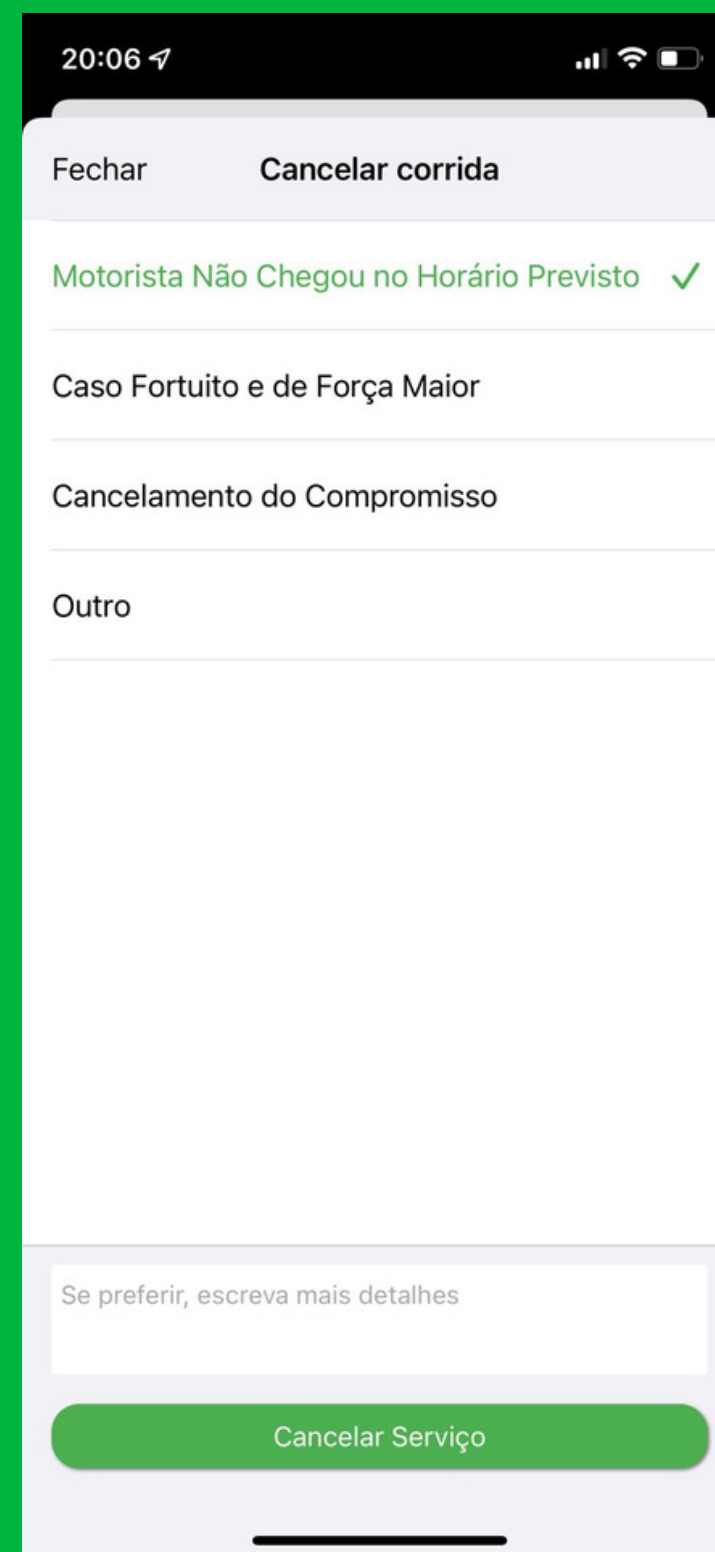 20:06
Fechar Cancelar corrida
Motorista Não Chegou no Horário Previsto
Caso Fortuito e de Força Maior
Cancelamento do Compromisso
Outro
Se preferir, escreva mais detalhes
Cancelar Serviço